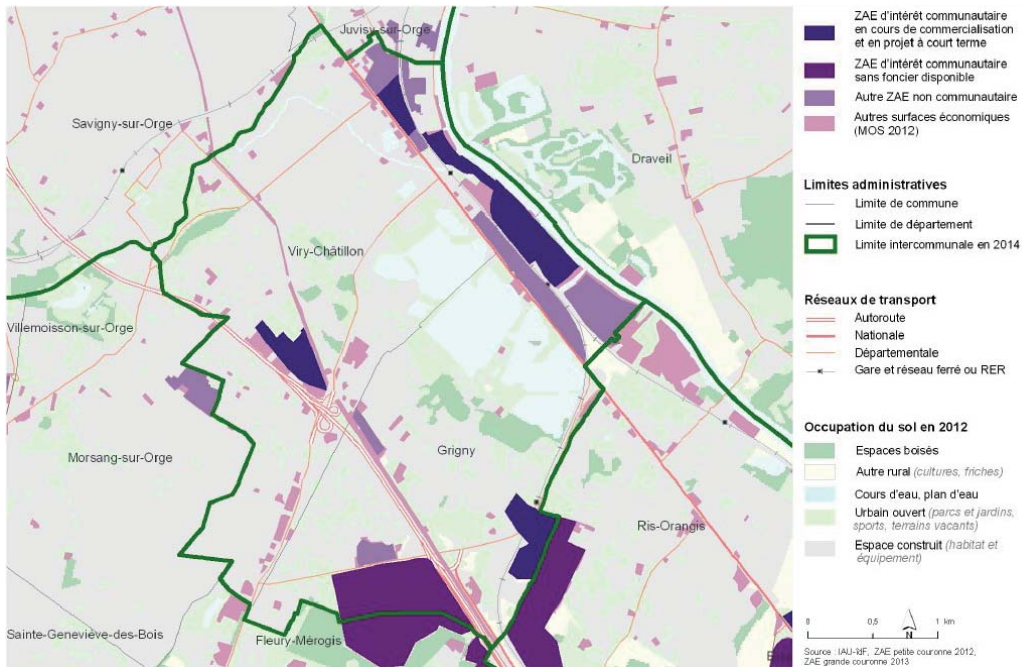 Juvisy-sur-Orge
Savigny-sur-Orge
Draveil
Viry-Châtillon
Villemoisson-sur-Orge
Morsang-sur-Orge
Grigny
Ris-Orangis
Sainte-Geneviève-des-Bois
Fleury-Mérogis
ZAE d'intérêt communautaire
en cours de commercialisation
et en projet à court terme
ZAE d'intérêt communautaire
sans foncier disponible
Autre ZAE non communautaire
Autres surfaces économiques
(MOS 2012)
Limites administratives
Limite de commune
Limite de département
Limite intercommunale en 2014
Réseaux de transport
Autoroute
Nationale
Départementale
Gare et réseau ferré ou RER
Occupation du sol en 2012
Espaces boisés
Autre rural (cultures, friches)
Cours d'eau, plan d'eau
Urbain ouvert (parcs et jardins,
sports, terrains vacants)
Espace construit (habitat et
équipement)
N
0 0,5 1 km
Source : IAU-îdF, ZAE petite couronne 2012,
ZAE grande couronne 2013